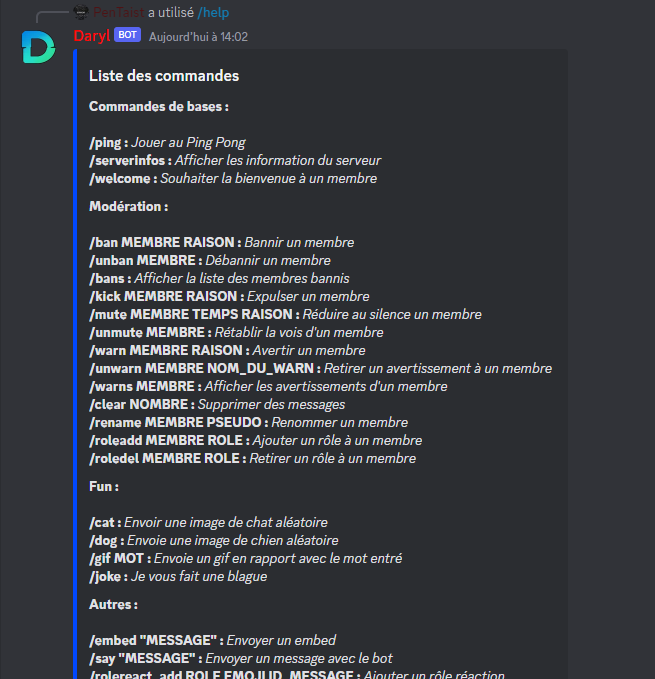 PenTaist a utilisé /help
Daryl BOT Aujourd'hui à 14:02
Liste des commandes
Commandes de bases :
/ping : Jouer au Ping Pong
/serverinfos : Afficher les information du serveur
/welcome : Souhaiter la bienvenue à un membre
Modération :
/ban MEMBRE RAISON : Bannir un membre
/unban MEMBRE : Débannir un membre
/bans : Afficher la liste des membres bannis
/kick MEMBRE RAISON : Expulser un membre
/mute MEMBRE TEMPS RAISON : Réduire au silence un membre
/unmute MEMBRE : Rétablir la vois d'un membre
/warn MEMBRE RAISON : Avertir un membre
/unwarn MEMBRE NOM_DU_WARN : Retirer un avertissement à un membre
/warns MEMBRE : Afficher les avertissements d'un membre
/clear NOMBRE : Supprimer des messages
/rename MEMBRE PSEUDO : Renommer un membre
/roleadd MEMBRE ROLE : Ajouter un rôle à un membre
/roledel MEMBRE ROLE : Retirer un rôle à un membre
Fun :
/cat : Envoir une image de chat aléatoire
/dog : Envoie une image de chien aléatoire
/gif MOT : Envoie un gif en rapport avec le mot entré
/joke : Je vous fait une blague
Autres :
/embed "MESSAGE" : Envoyer un embed
/say "MESSAGE" : Envoyer un message avec le bot
/rolereact_add ROLE EMOJI ID_MESSAGE : Ajouter un rôle réaction